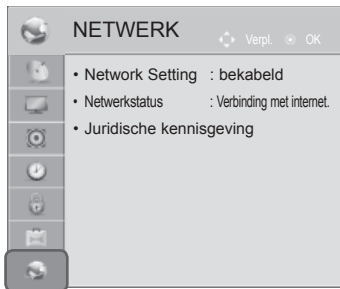 NETWERK
Verpl. OK
• Network Setting : bekabeld
• Netwerkstatus : Verbinding met internet.
• Juridische kennisgeving